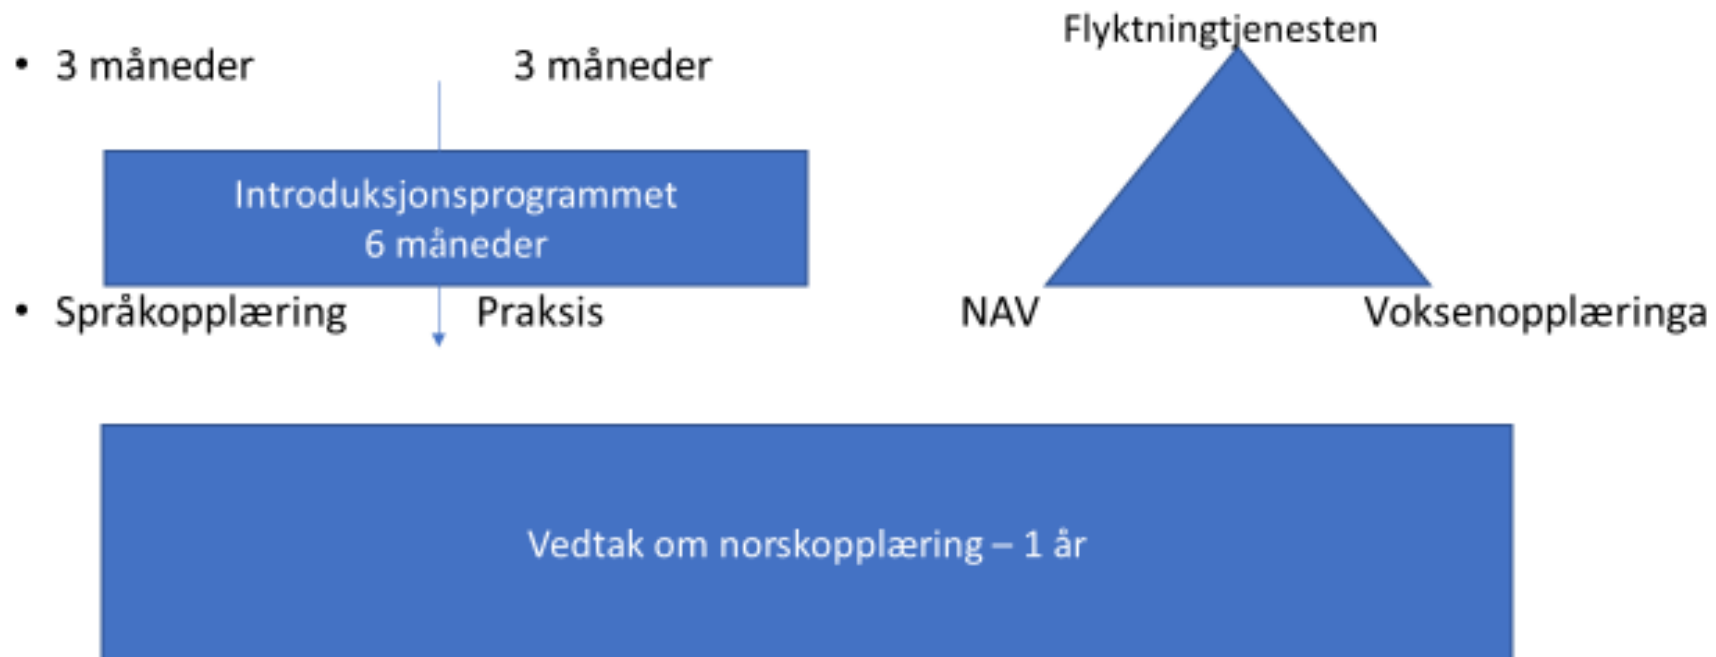 • 3 måneder
3 måneder
Introduksjonsprogrammet
6 måneder
• Språkopplæring
Praksis
Flyktningtjenesten
NAV
Voksenopplæringa
Vedtak om norskopplæring – 1 år